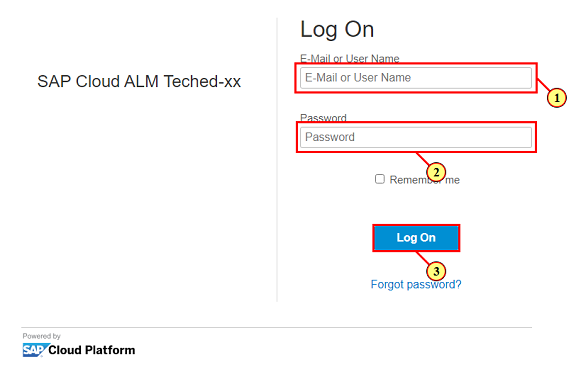 Log On
E-Mail or User Name
E-Mail or User Name
SAP Cloud ALM Teched-xx
1
Password
Password
2
Remember me
Log On
3
Forgot password?
Powered by
SAP Cloud Platform